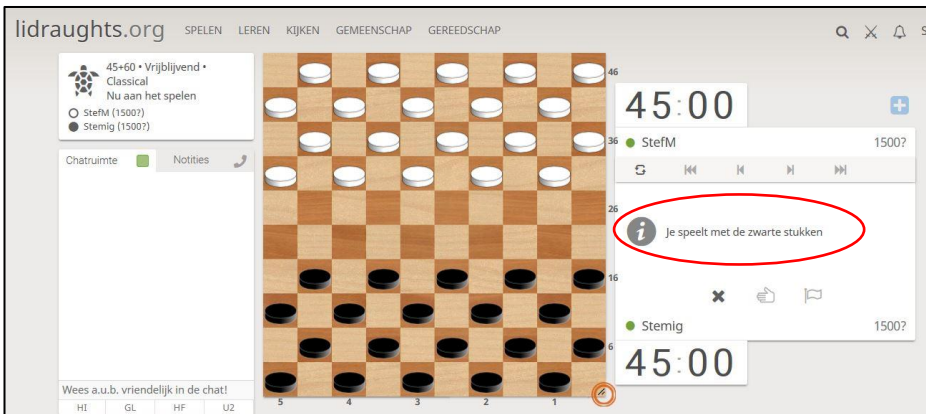 lidraughts.org SPELEN LEREN KIJKEN GEMEENSCHAP GEREEDSCHAP S
45+60 • Vrijblijvend •
Classical
Nu aan het spelen
StefM (1500?)
Stemig (1500?)
Chatruimte Notities
Wees a.u.b. vriendelijk in de chat!
HI GL HF U2
46
36
26
16
6
5 4 3 2 1
45:00
StefM 1500?
i Je speelt met de zwarte stukken
Stemig 1500?
45:00